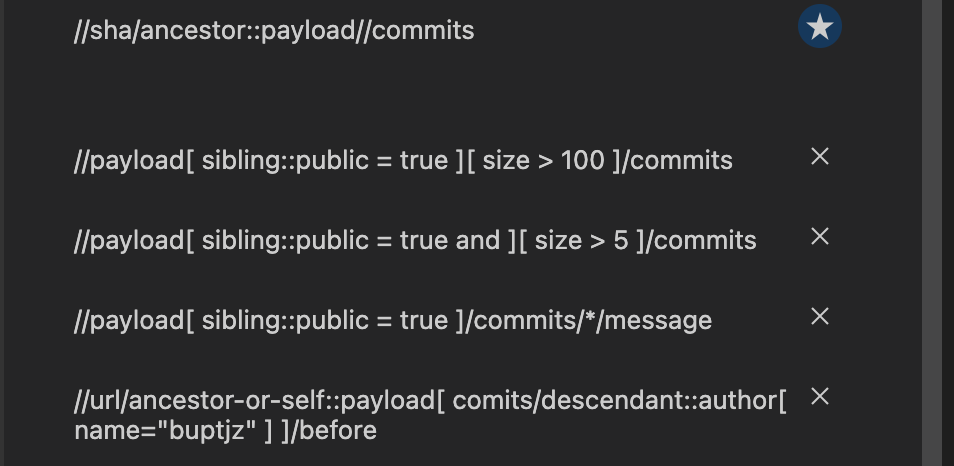 //sha/ancestor::payload//commits
//payload[ sibling::public = true ][ size > 100 ]/commits
//payload[ sibling::public = true and ][ size > 5 ]/commits
//payload[ sibling::public = true ]/commits/*/message
//url/ancestor-or-self::payload[ comits/descendant::author[
name="buptjz" ] ]/before